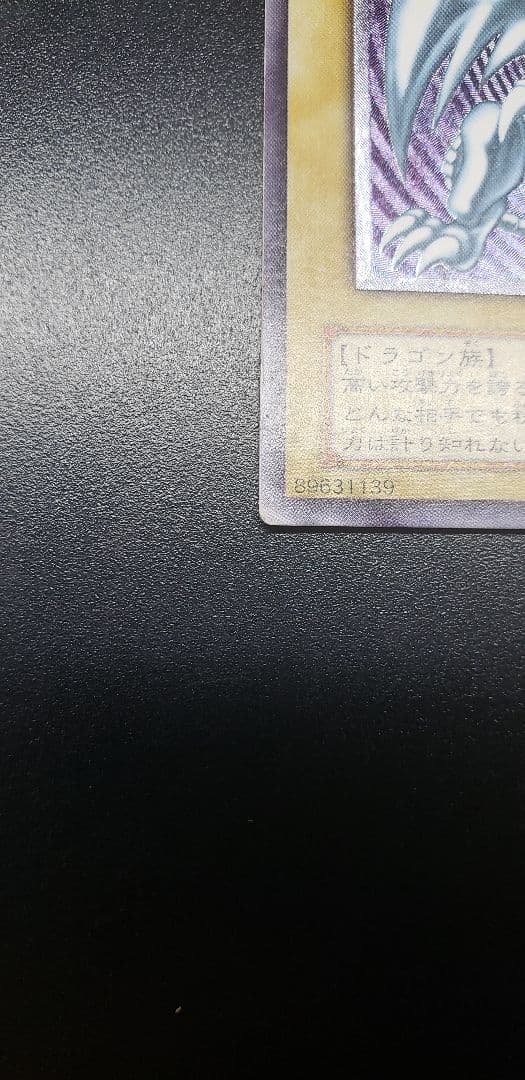 【ドラゴン族】
高い攻撃力を誇る
どんな相手でも
力は計り知れない
89631139